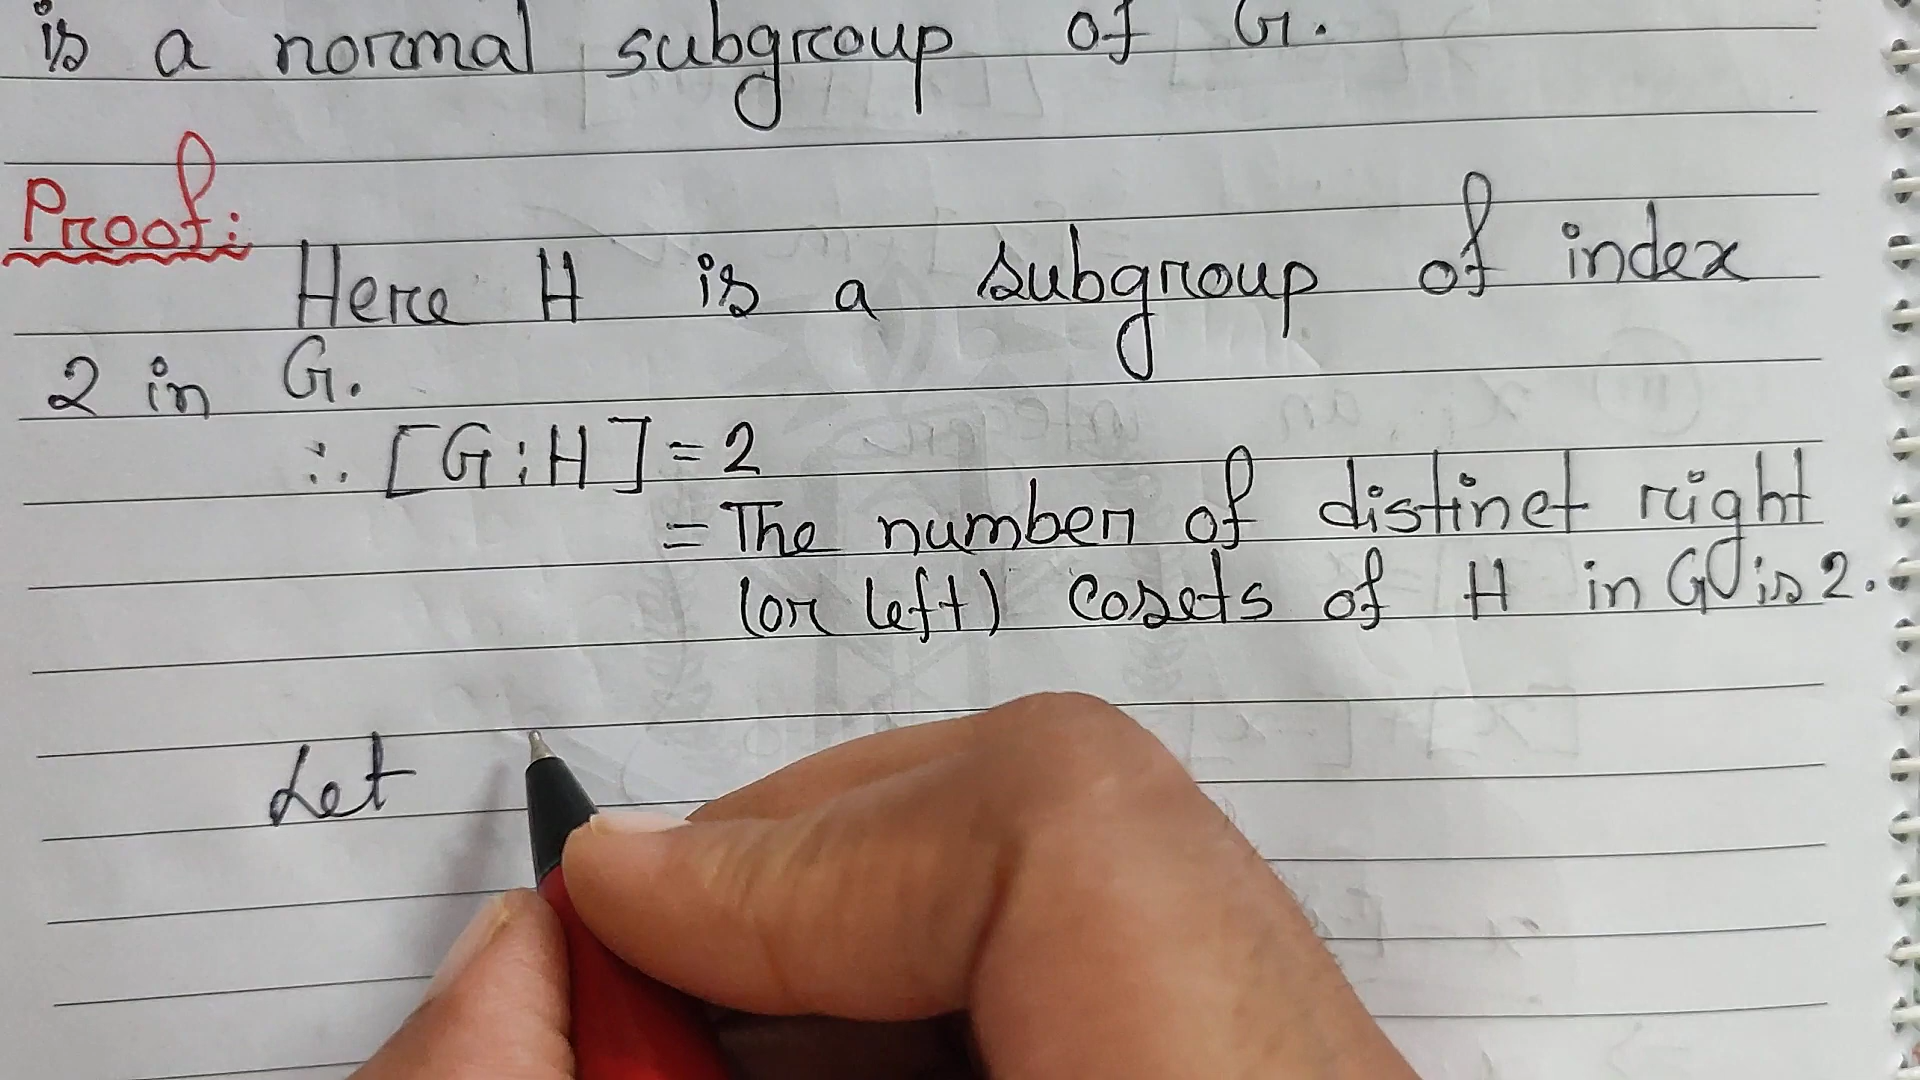 is a normal subgroup of G.
Proof:
Here H is a subgroup of index
2 in G.
∴ [G:H] = 2
= The number of distinct right
(or left) cosets of H in G is 2.
Let